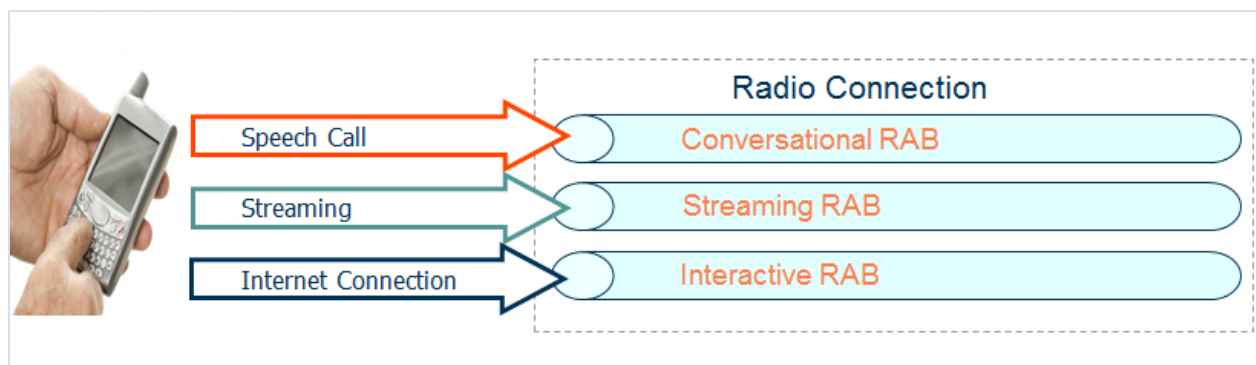 Radio Connection
Speech Call
Conversational RAB
Streaming
Streaming RAB
Internet Connection
Interactive RAB